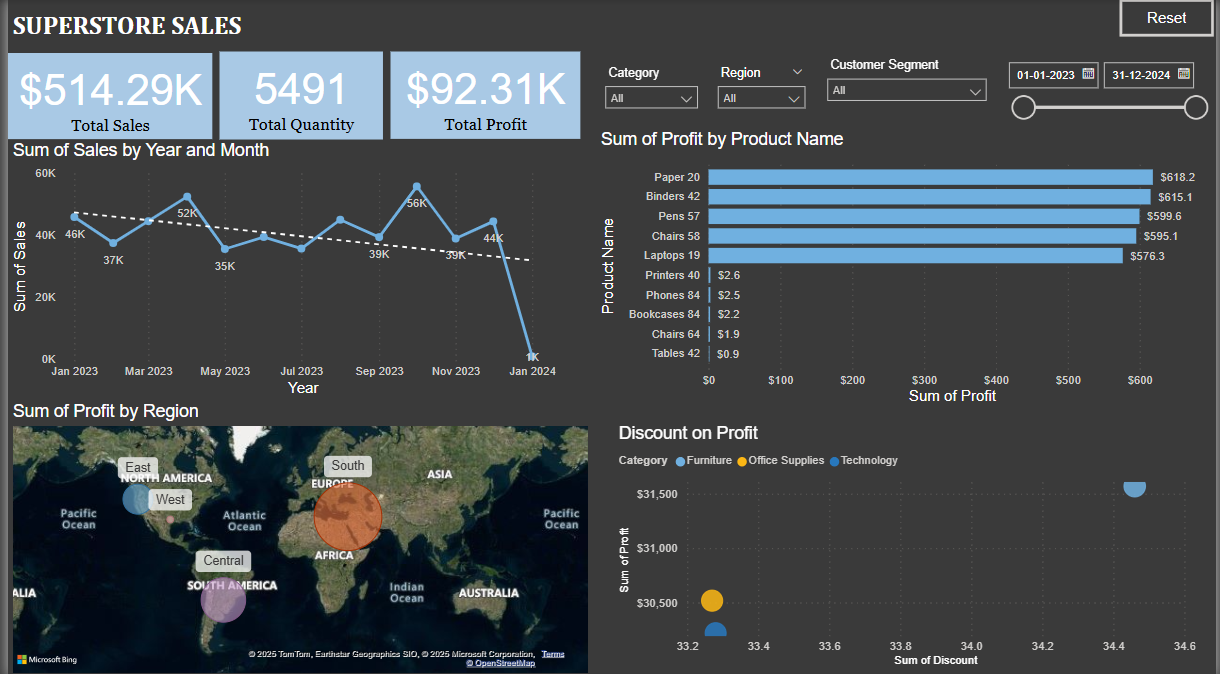 SUPERSTORE SALES
Reset
$514.29K
Total Sales
5491
Total Quantity
$92.31K
Total Profit
Category
All
Region
All
Customer Segment
All
01-01-2023
31-12-2024
Sum of Sales by Year and Month
Sum of Sales
60K
40K
20K
0K
46K
37K
52K
35K
39K
56K
39K
44K
1K
Jan 2023
Mar 2023
May 2023
Jul 2023
Sep 2023
Nov 2023
Jan 2024
Year
Sum of Profit by Product Name
Product Name
Paper 20 $618.2
Binders 42 $615.1
Pens 57 $599.6
Chairs 58 $595.1
Laptops 19 $576.3
Printers 40 $2.6
Phones 84 $2.5
Bookcases 84 $2.2
Chairs 64 $1.9
Tables 42 $0.9
$0 $100 $200 $300 $400 $500 $600
Sum of Profit
Sum of Profit by Region
East
NORTH AMERICA
West
South
EUROPE
ASIA
Pacific
Ocean
Atlantic
Ocean
Pacific
Ocean
AFRICA
Central
SOUTH AMERICA
Indian
Ocean
ALIA
AUSTRALIA
Microsoft Bing
© 2025 TomTom, Earthstar Geographics SIO, © 2025 Microsoft Corporation, Terms
© OpenStreetMap
Discount on Profit
Category Furniture Office Supplies Technology
Sum of Profit
$31,500
$31,000
$30,500
33.2 33.4 33.6 33.8 34.0 34.2 34.4 34.6
Sum of Discount